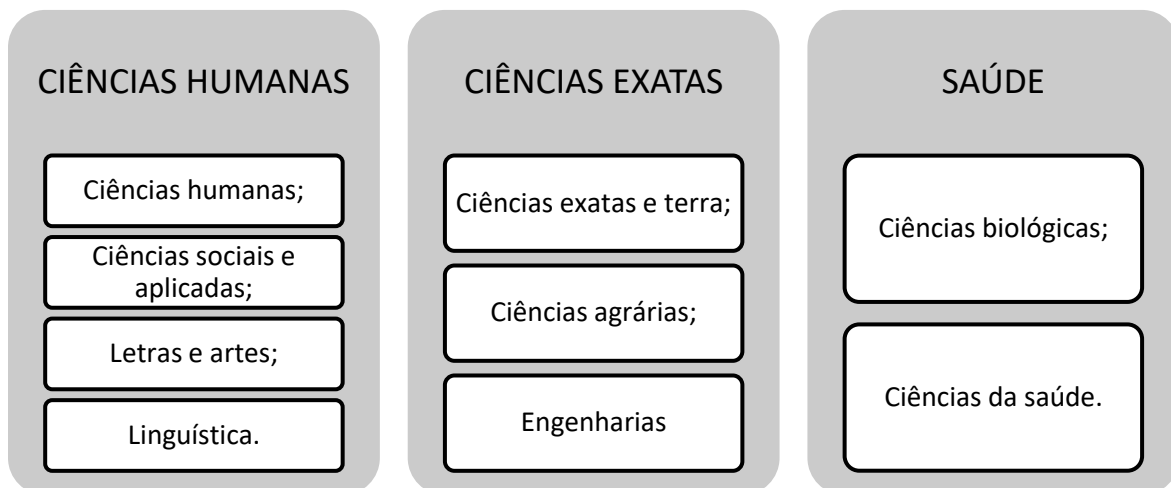 CIÊNCIAS HUMANAS
Ciências humanas;
Ciências sociais e
aplicadas;
Letras e artes;
Linguística.
CIÊNCIAS EXATAS
Ciências exatas e terra;
Ciências agrárias;
Engenharias
SAÚDE
Ciências biológicas;
Ciências da saúde.